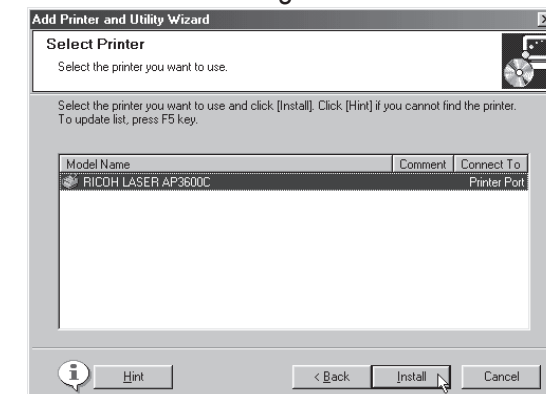 Add Printer and Utility Wizard
Select Printer
Select the printer you want to use.
Select the printer you want to use and click [Install]. Click [Hint] if you cannot find the printer.
To update list, press F5 key.
Model Name Comment Connect To
RICOH LASER AP3600C Printer Port
Hint < Back Install Cancel